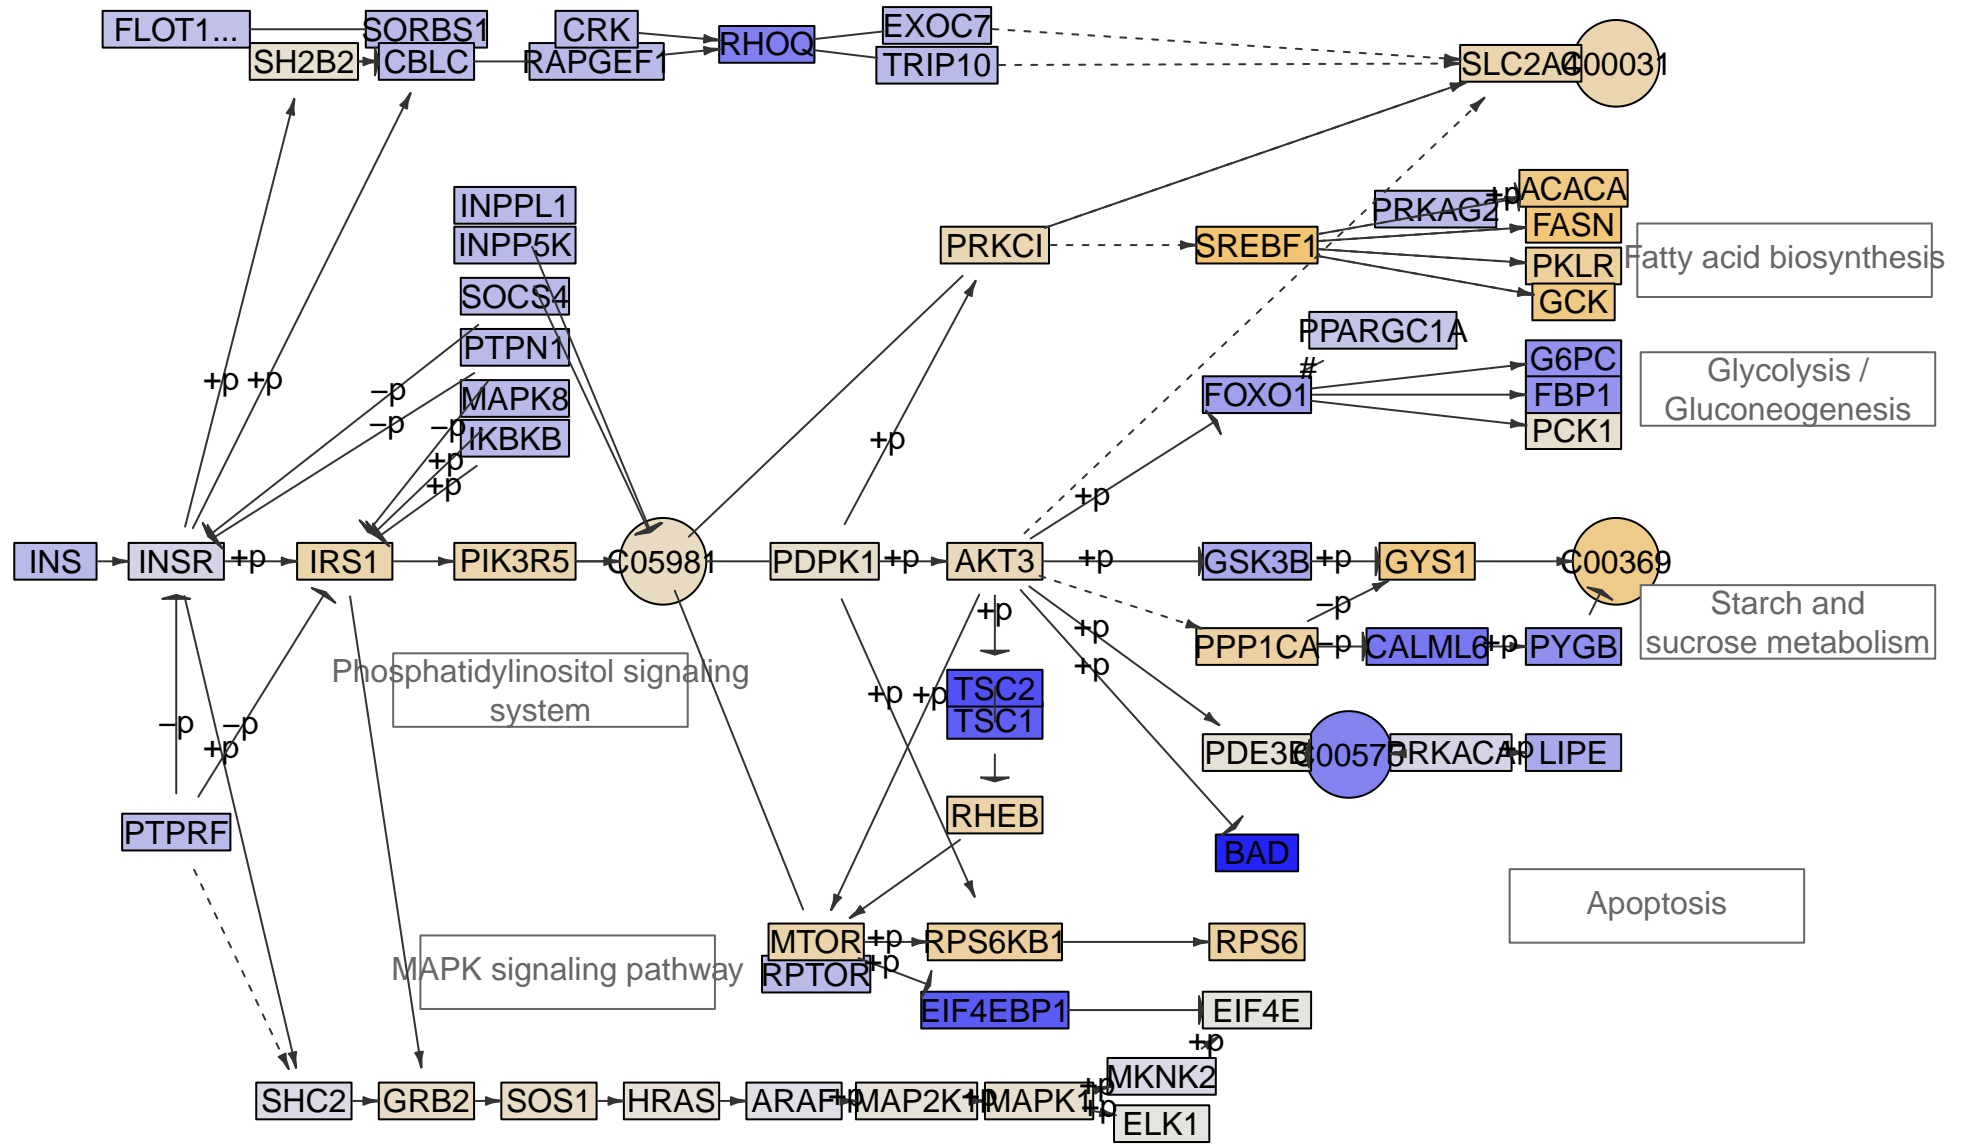 FLOT1...
SORBS1
CRK
RHOQ
EXOC7
SH2B2
CBLC
RAPGEF1
TRIP10
SLC2A4
C00031
INPPL1
INPP5K
SOCS4
PTPN1
MAPK8
IKBKB
PRKCI
SREBF1
PRKAG2
+p
ACACA
FASN
PKLR
GCK
Fatty acid biosynthesis
PPARGC1A
#
FOXO1
G6PC
FBP1
PCK1
Glycolysis /
Gluconeogenesis
+p
+p
−p
−p
−p
+p
+p
+p
+p
INS
INSR
+p
IRS1
PIK3R5
C05981
PDPK1
+p
AKT3
+p
GSK3B
+p
GYS1
C00369
+p
−p
+p
PPP1CA
−p
CALML6
+p
PYGB
Starch and
sucrose metabolism
Phosphatidylinositol signaling
system
+p
+p
+p
TSC2
TSC1
−p
−p
+p
PDE3B
C00575
PRKACA
+p
LIPE
PTPRF
RHEB
BAD
Apoptosis
MTOR
+p
RPS6KB1
RPS6
RPTOR
+p
MAPK signaling pathway
EIF4EBP1
EIF4E
+p
SHC2
GRB2
SOS1
HRAS
ARAF
+p
MAP2K1
+p
MAPK1
+p
MKNK2
+p
ELK1